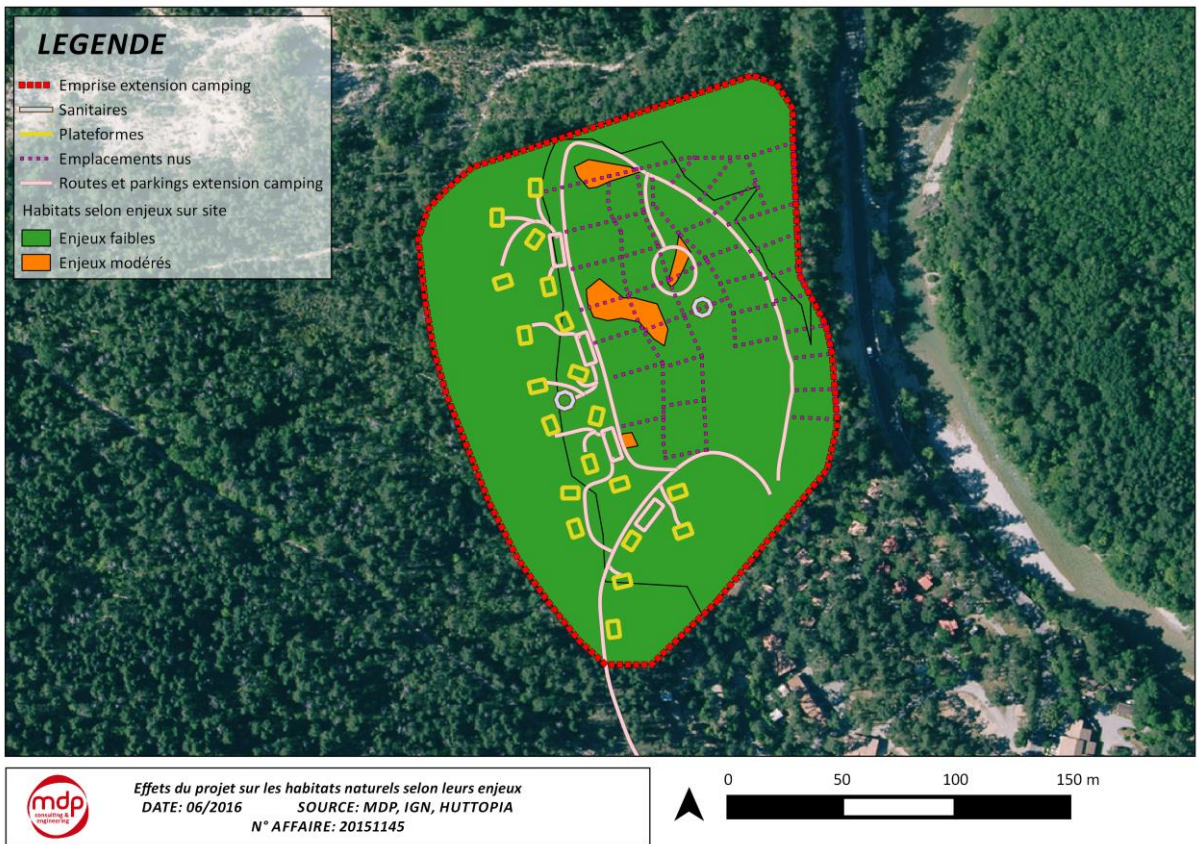 LEGENDE
Emprise extension camping
Sanitaires
Plateformes
Emplacements nus
Routes et parkings extension camping
Habitats selon enjeux sur site
Enjeux faibles
Enjeux modérés
mdp
consulting &
engineering
Effets du projet sur les habitats naturels selon leurs enjeux
DATE: 06/2016 SOURCE: MDP, IGN, HUTTOPIA
N° AFFAIRE: 20151145
0 50 100 150 m